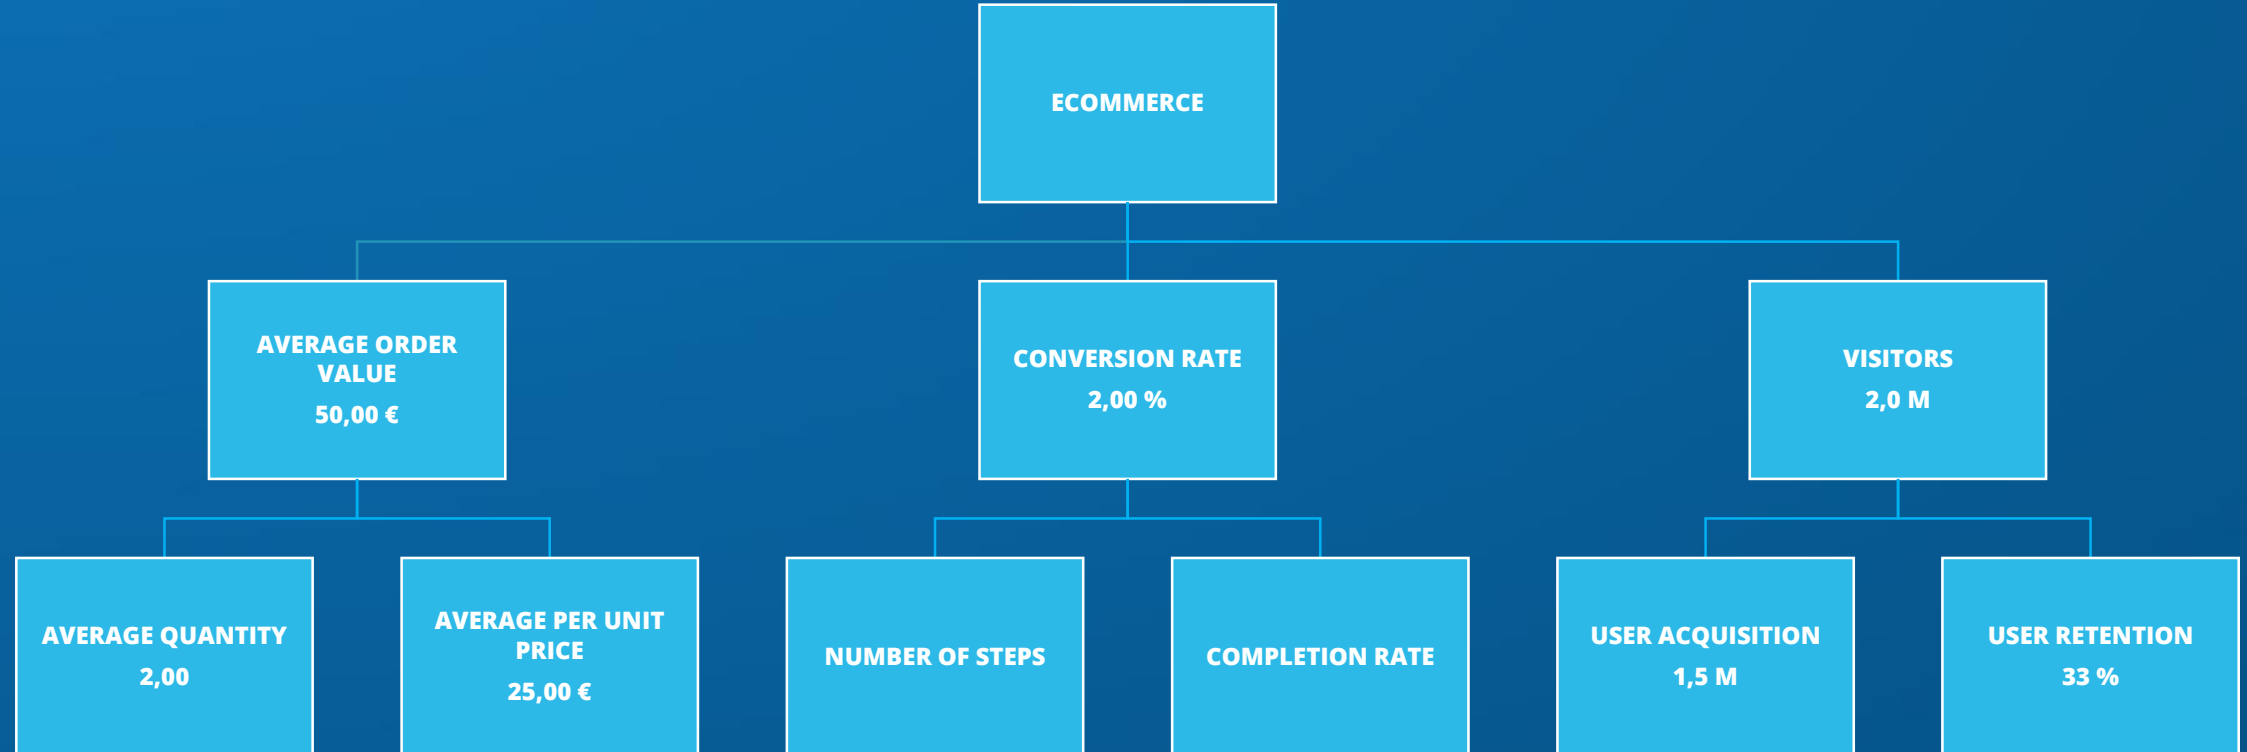 ECOMMERCE
AVERAGE ORDER
VALUE
50,00 €
CONVERSION RATE
2,00 %
VISITORS
2,0 M
AVERAGE QUANTITY
2,00
AVERAGE PER UNIT
PRICE
25,00 €
NUMBER OF STEPS
COMPLETION RATE
USER ACQUISITION
1,5 M
USER RETENTION
33 %